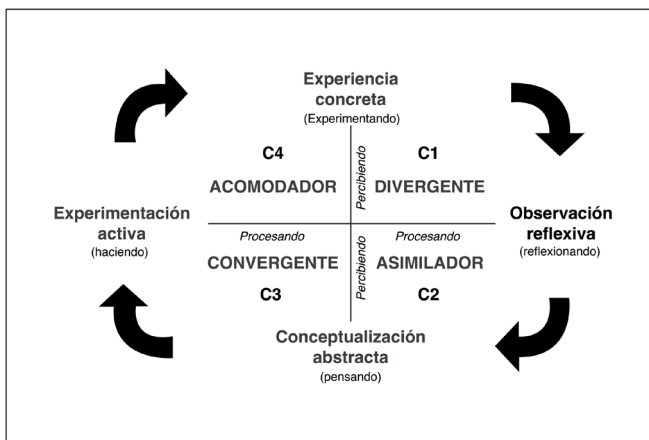 Experiencia
concreta
(Experimentando)
C4
C1
Percibiendo
ACOMODADOR
DIVERGENTE
Experimentación
activa
(haciendo)
Observación
reflexiva
(reflexionando)
Procesando
Procesando
CONVERGENTE
ASIMILADOR
Percibiendo
C3
C2
Conceptualización
abstracta
(pensando)